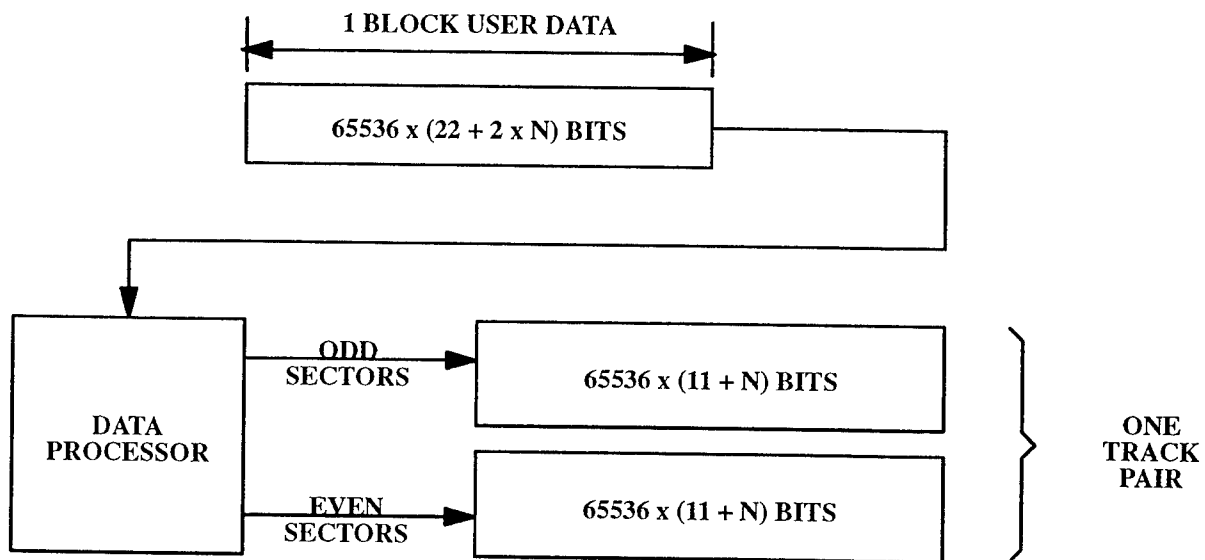 1 BLOCK USER DATA
65536 x (22 + 2 x N) BITS
ODD
SECTORS
65536 x (11 + N) BITS
DATA
PROCESSOR
ONE
TRACK
PAIR
EVEN
SECTORS
65536 x (11 + N) BITS